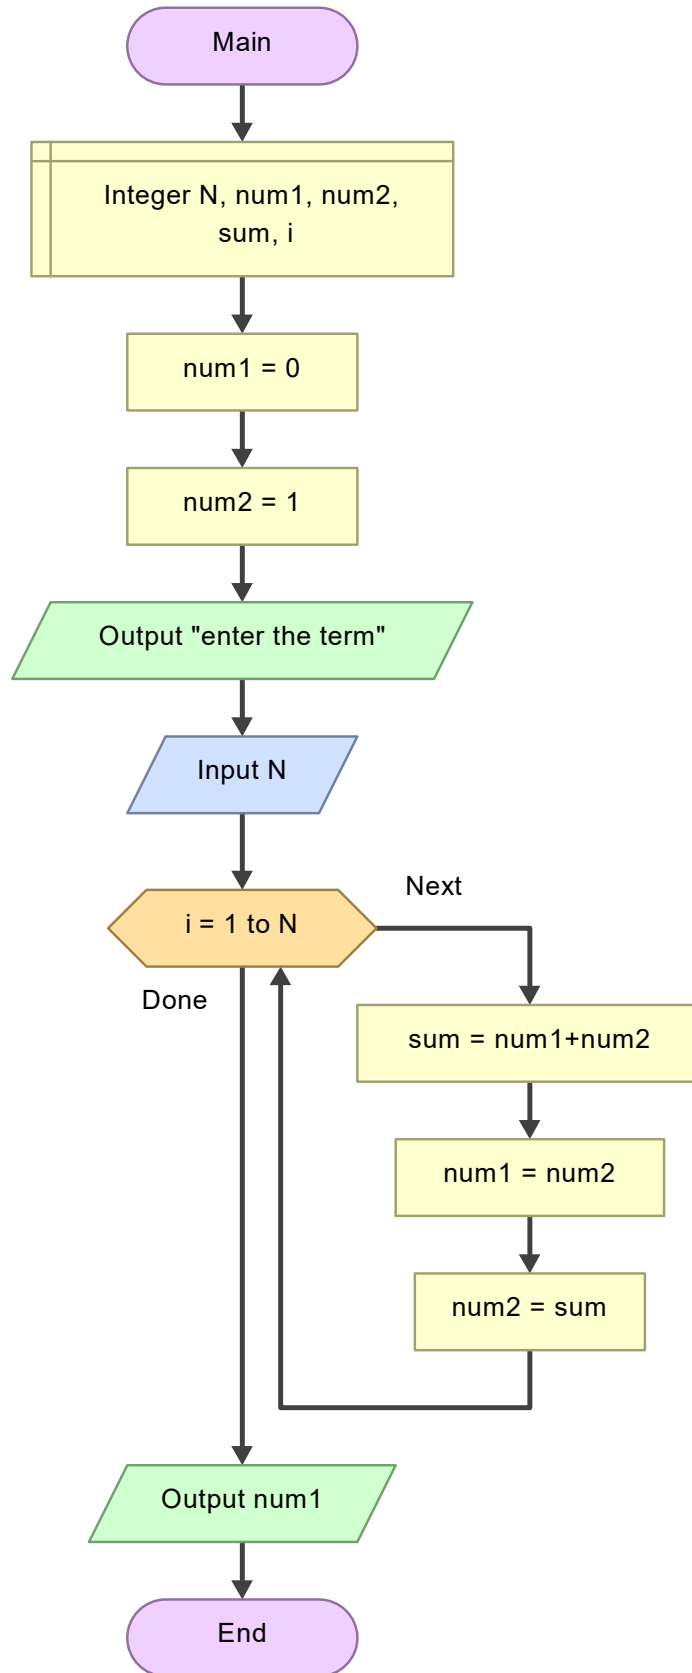 Main
Integer N, num1, num2,
sum, i
num1 = 0
num2 = 1
Output "enter the term"
Input N
i = 1 to N
Next
Done
sum = num1+num2
num1 = num2
num2 = sum
Output num1
End